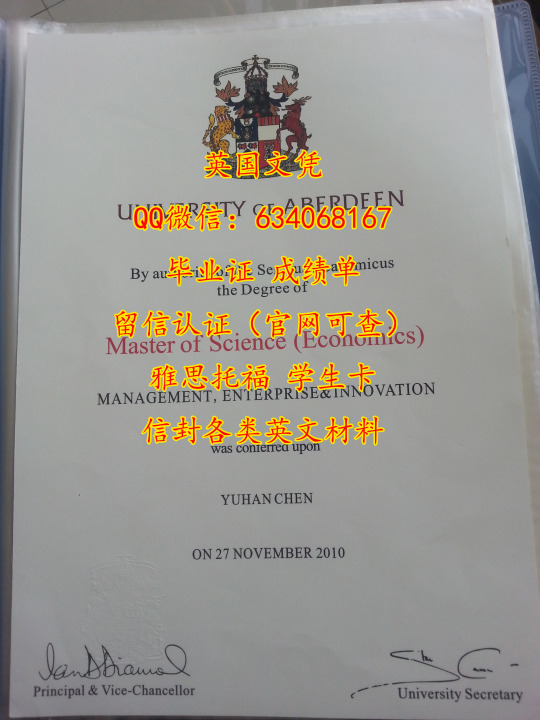 英国文凭
UNIVERSITY OF ABERDEEN
QQ微信：634068167
By
the Degree of
毕业证 成绩单
留信认证（官网可查）
Master of Science (Economics)
雅思托福 学生卡
MANAGEMENT, ENTERPRISE&INNOVATION
信封各类英文材料
was conferred upon
YUHAN CHEN
ON 27 NOVEMBER 2010
Principal & Vice-Chancellor
University Secretary